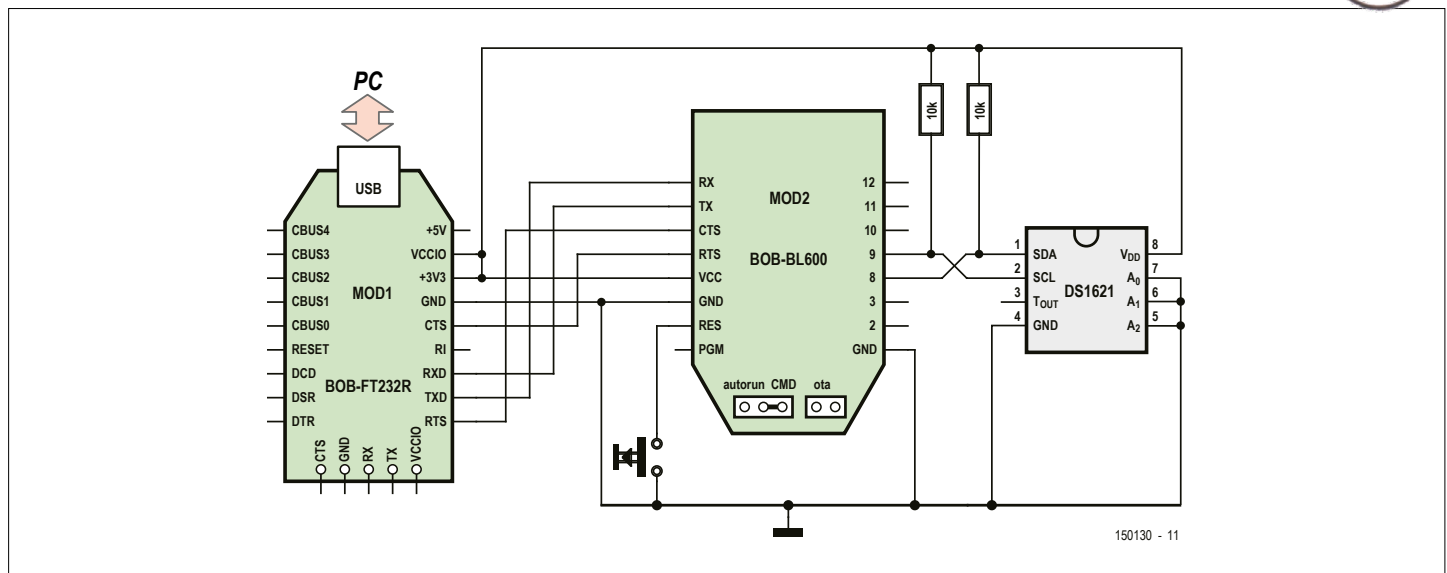 PC
USB
CBUS4
CBUS3
CBUS2
CBUS1
CBUS0
RESET
DCD
DSR
DTR
MOD1
BOB-FT232R
+5V
VCCIO
+3V3
GND
CTS
RI
RXD
TXD
RTS
CTS
GND
RX
TX
VCCIO
RX
TX
CTS
RTS
VCC
GND
RES
PGM
MOD2
BOB-BL600
12
11
10
9
8
3
2
GND
autorun CMD ota
10k
10k
1 SDA
2 SCL
3 TOUT
4 GND
DS1621
VDD 8
A0 7
A1 6
A2 5
150130 - 11